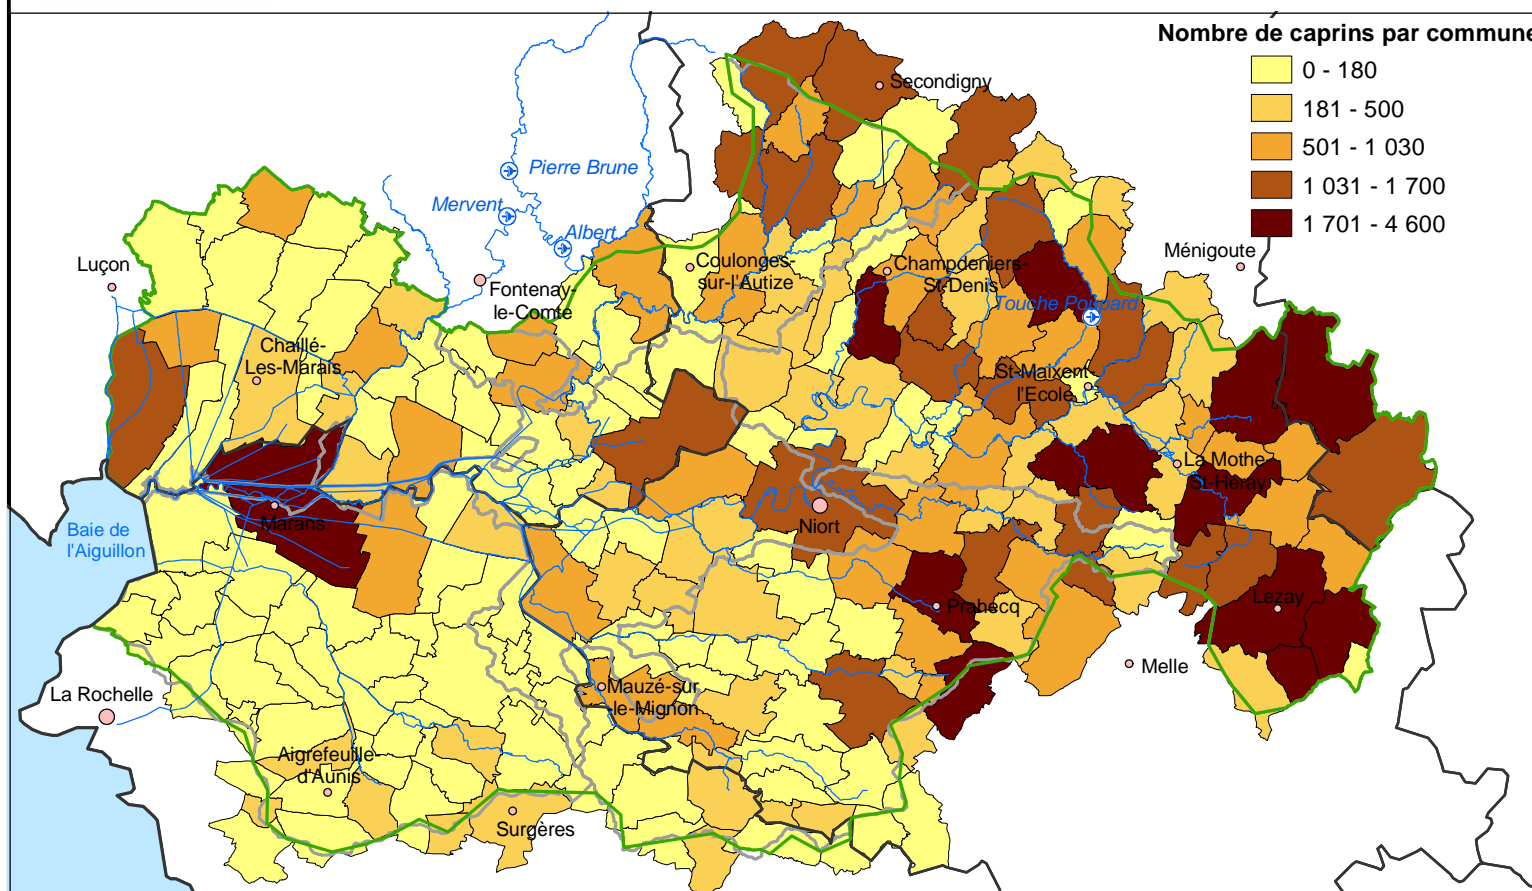 Nombre de caprins par commune
0 - 180
181 - 500
501 - 1 030
1 031 - 1 700
1 701 - 4 600
Secondigny
Pierre Brune
Mervent
Albert
Ménigoute
Luçon
Coulonges-
sur-l'Autize
Champdeniers-
St-Denis
Fontenay-
le-Comte
Touche Poupard
Chaillé-
Les-Marais
St-Maixent-
l'Ecole
La Mothe-
St-Héray
Marans
Niort
Baie de
l'Aiguillon
Prahecq
Lezay
Melle
La Rochelle
Mauzé-sur
-le-Mignon
Aigrefeuille-
d'Aunis
Surgères